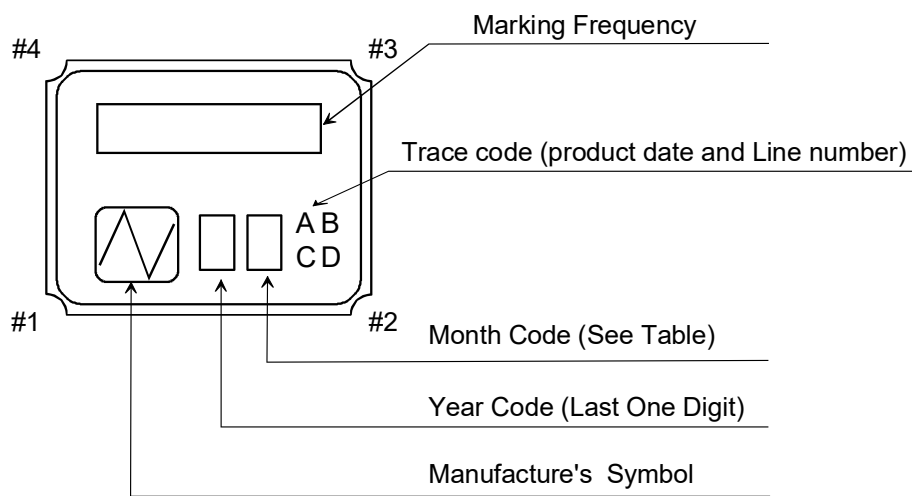 Marking Frequency
#4
#3
Trace code (product date and Line number)
A B
C D
#1
#2
Month Code (See Table)
Year Code (Last One Digit)
Manufacture's Symbol